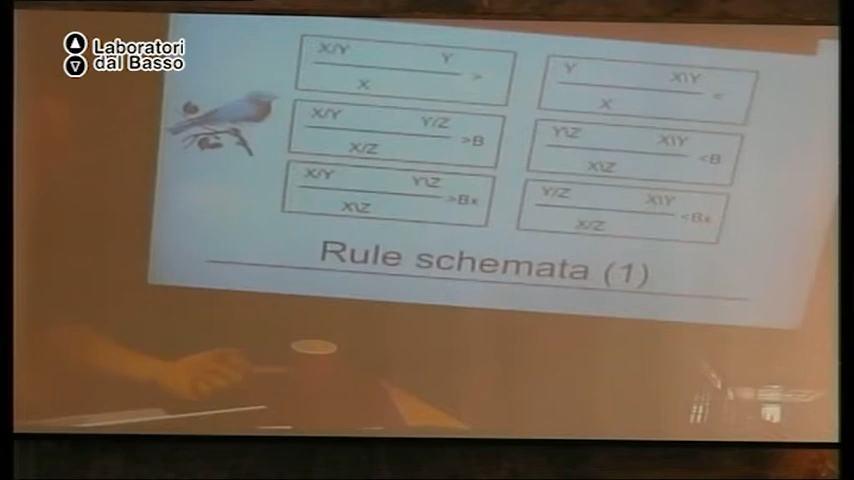 Laboratori
dal Basso
X/Y Y
X >
Y X\Y
X <
X/Y Y/Z
X/Z >B
Y\Z X\Y
X\Z <B
X/Y Y\Z
X\Z >Bx
Y/Z X\Y
X/Z <Bx
Rule schemata (1)